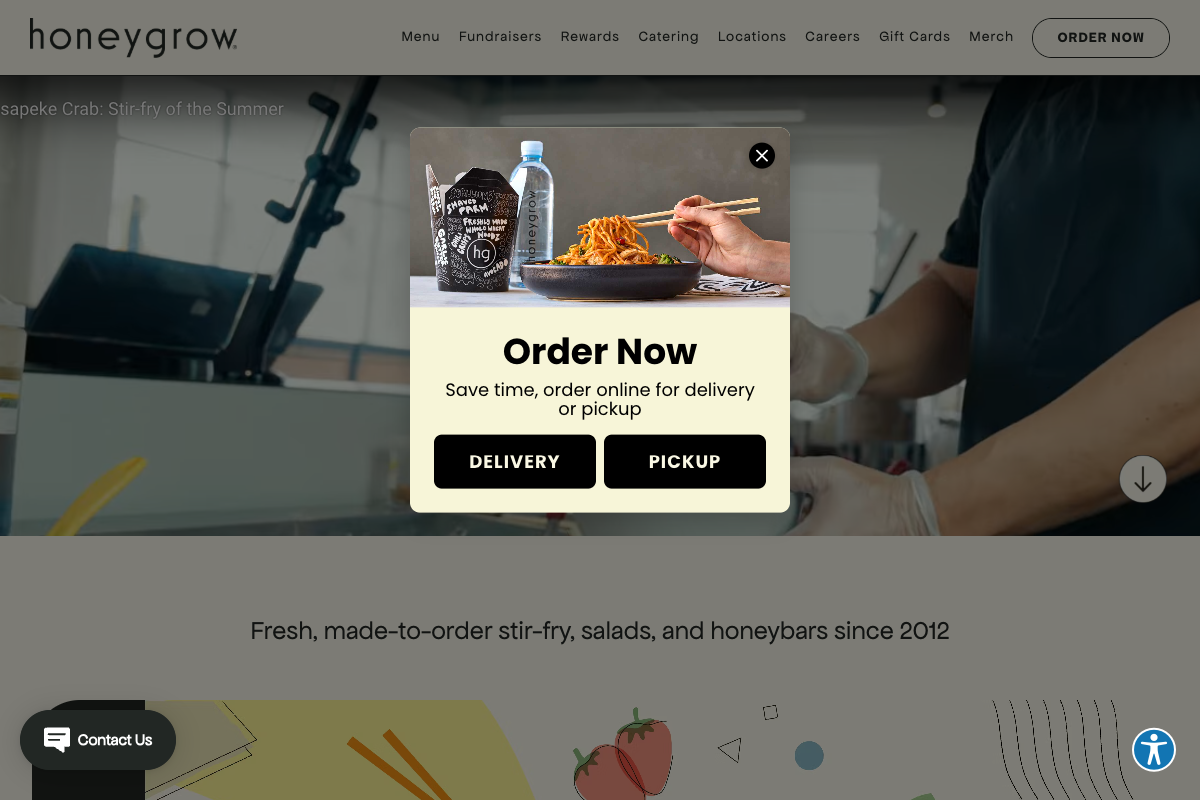 honeygrow
Menu Fundraisers Rewards Catering Locations Careers Gift Cards Merch ORDER NOW
sapeke Crab: Stir-fry of the Summer
SHAVED PARM
FRESHLY MADE
WHOLE WHEAT
NOODZ
hg
AVOCADO
honeygrow
Order Now
Save time, order online for delivery
or pickup
DELIVERY PICKUP
Fresh, made-to-order stir-fry, salads, and honeybars since 2012
Contact Us